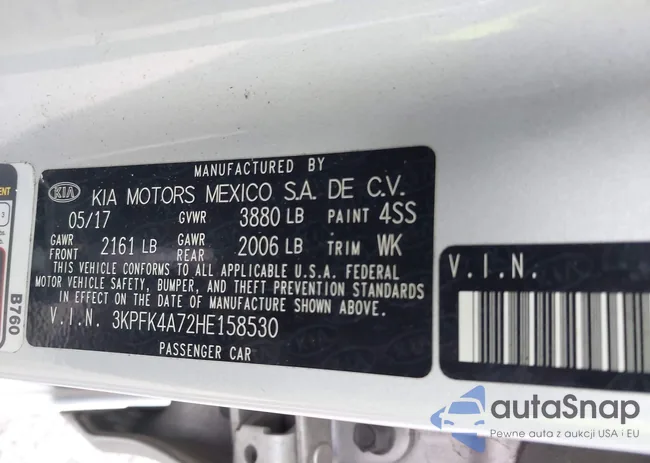 MANUFACTURED BY
KIA KIA MOTORS MEXICO S.A. DE C.V.
05/17 GVWR 3880 LB PAINT 4SS
GAWR FRONT 2161 LB GAWR REAR 2006 LB TRIM WK
THIS VEHICLE CONFORMS TO ALL APPLICABLE U.S.A. FEDERAL
MOTOR VEHICLE SAFETY, BUMPER, AND THEFT PREVENTION STANDARDS
IN EFFECT ON THE DATE OF MANUFACTURE SHOWN ABOVE.
V.I.N. 3KPFK4A72HE158530
PASSENGER CAR
B760
V.I.N.
autoSnap
Pewne auta z aukcji USA i EU
autoSnap